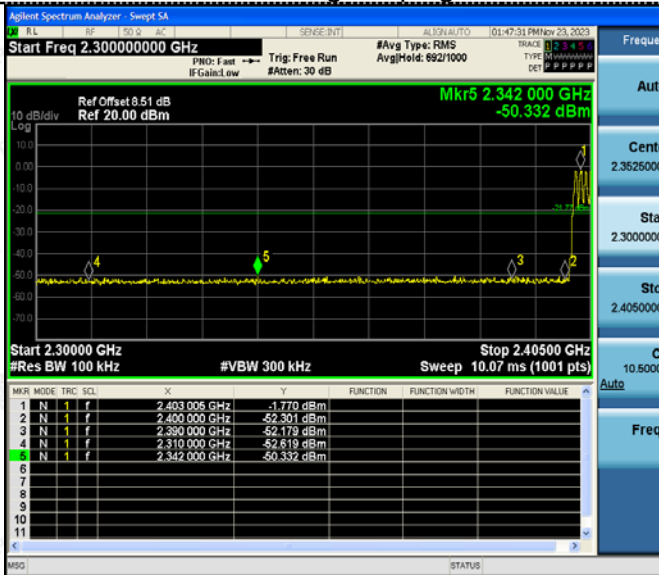 Agilent Spectrum Analyzer - Swept SA
RL RF 50 Ω AC SENSE:INT ALIGNAUTO 01:47:31 PM Nov 23, 2023
Start Freq 2.300000000 GHz
PNO: Fast
IFGain:Low
Trig: Free Run
#Atten: 30 dB
#Avg Type: RMS
Avg|Hold: 692/1000
TRACE 1 2 3 4 5 6
TYPE M
DET P P P P P P
Ref Offset 8.51 dB
Ref 20.00 dBm
Mkr5 2.342 000 GHz
-50.332 dBm
10 dB/div
Log
10.0
0.00
-10.0
-20.0
-30.0
-40.0
-50.0
-60.0
-70.0
1
2
3
4
5
Start 2.30000 GHz
Stop 2.40500 GHz
#Res BW 100 kHz #VBW 300 kHz Sweep 10.07 ms (1001 pts)
MKR MODE TRC SCL X Y FUNCTION FUNCTION WIDTH FUNCTION VALUE
1 N 1 f 2.403 005 GHz -1.770 dBm
2 N 1 f 2.400 000 GHz -52.301 dBm
3 N 1 f 2.390 000 GHz -52.179 dBm
4 N 1 f 2.310 000 GHz -52.619 dBm
5 N 1 f 2.342 000 GHz -50.332 dBm
6
7
8
9
10
11
MSG STATUS
Freque
Aut
Cent
2.3525000
Sta
2.3000000
Sto
2.4050000
C
10.5000
Auto
Freq